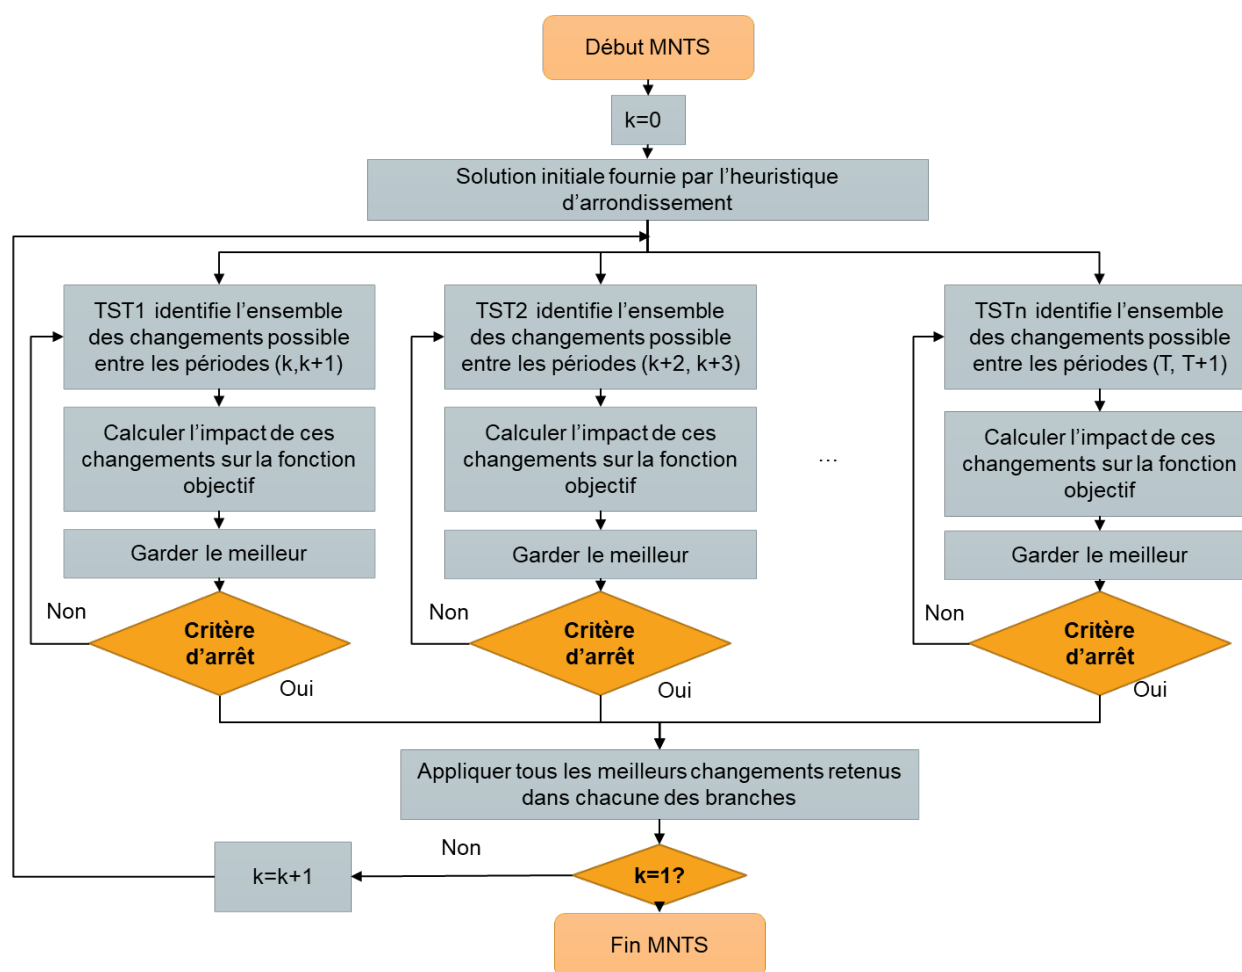 Début MNTS
k=0
Solution initiale fournie par l’heuristique
d’arrondissement
TST1 identifie l’ensemble
des changements possible
entre les périodes (k,k+1)
Calculer l’impact de ces
changements sur la fonction
objectif
Garder le meilleur
Non
Critère
d’arrêt
Oui
TST2 identifie l’ensemble
des changements possible
entre les périodes (k+2, k+3)
Calculer l’impact de ces
changements sur la fonction
objectif
Garder le meilleur
Non
Critère
d’arrêt
Oui
...
TSTn identifie l’ensemble
des changements possible
entre les périodes (T, T+1)
Calculer l’impact de ces
changements sur la fonction
objectif
Garder le meilleur
Non
Critère
d’arrêt
Oui
Appliquer tous les meilleurs changements retenus
dans chacune des branches
k=1?
Non
k=k+1
Fin MNTS